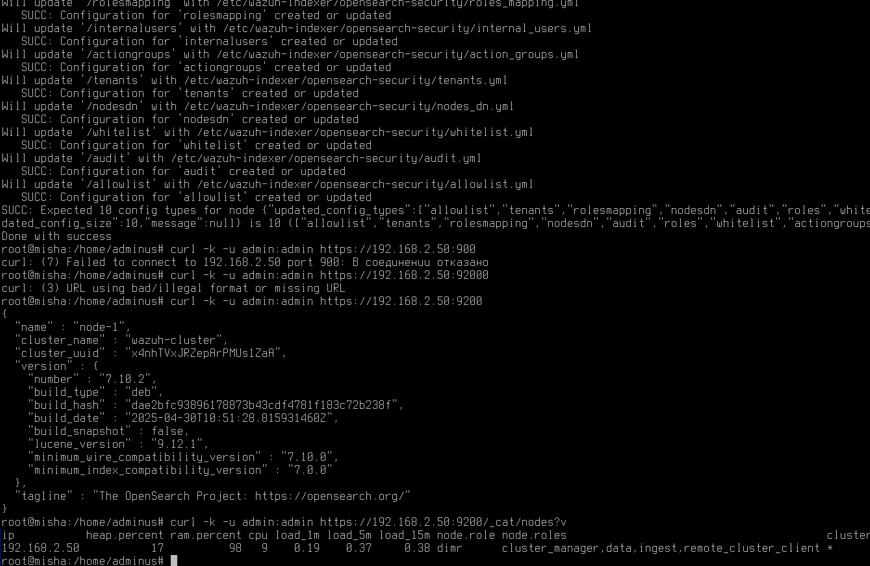 Will update '/rolesmapping' with /etc/wazuh-indexer/opensearch-security/roles_mapping.yml
   SUCC: Configuration for 'rolesmapping' created or updated
Will update '/internalusers' with /etc/wazuh-indexer/opensearch-security/internal_users.yml
   SUCC: Configuration for 'internalusers' created or updated
Will update '/actiongroups' with /etc/wazuh-indexer/opensearch-security/action_groups.yml
   SUCC: Configuration for 'actiongroups' created or updated
Will update '/tenants' with /etc/wazuh-indexer/opensearch-security/tenants.yml
   SUCC: Configuration for 'tenants' created or updated
Will update '/nodesdn' with /etc/wazuh-indexer/opensearch-security/nodes_dn.yml
   SUCC: Configuration for 'nodesdn' created or updated
Will update '/whitelist' with /etc/wazuh-indexer/opensearch-security/whitelist.yml
   SUCC: Configuration for 'whitelist' created or updated
Will update '/audit' with /etc/wazuh-indexer/opensearch-security/audit.yml
   SUCC: Configuration for 'audit' created or updated
Will update '/allowlist' with /etc/wazuh-indexer/opensearch-security/allowlist.yml
   SUCC: Configuration for 'allowlist' created or updated
SUCC: Expected 10 config types for node {"updated_config_types":["allowlist","tenants","rolesmapping","nodesdn","audit","roles","white
dated_config_size":10,"message":null} is 10 (["allowlist","tenants","rolesmapping","nodesdn","audit","roles","whitelist","actiongroups
Done with success
root@misha:/home/adminus# curl -k -u admin:admin https://192.168.2.50:900
curl: (7) Failed to connect to 192.168.2.50 port 900: В соединении отказано
root@misha:/home/adminus# curl -k -u admin:admin https://192.168.2.50:92000
curl: (3) URL using bad/illegal format or missing URL
root@misha:/home/adminus# curl -k -u admin:admin https://192.168.2.50:9200
{
  "name" : "node-1",
  "cluster_name" : "wazuh-cluster",
  "cluster_uuid" : "x4nhTVxJRZepArPMUs1ZaA",
  "version" : {
    "number" : "7.10.2",
    "build_type" : "deb",
    "build_hash" : "dae2bfc93896178873b43cdf4781f183c72b238f",
    "build_date" : "2025-04-30T10:51:28.815931460Z",
    "build_snapshot" : false,
    "lucene_version" : "9.12.1",
    "minimum_wire_compatibility_version" : "7.10.0",
    "minimum_index_compatibility_version" : "7.0.0"
  },
  "tagline" : "The OpenSearch Project: https://opensearch.org/"
}
root@misha:/home/adminus# curl -k -u admin:admin https://192.168.2.50:9200/_cat/nodes?v
ip           heap.percent ram.percent cpu load_1m load_5m load_15m node.role node.roles                                        cluster
192.168.2.50           17          98   9    0.19    0.37     0.38 dimr      cluster_manager,data,ingest,remote_cluster_client *
root@misha:/home/adminus#